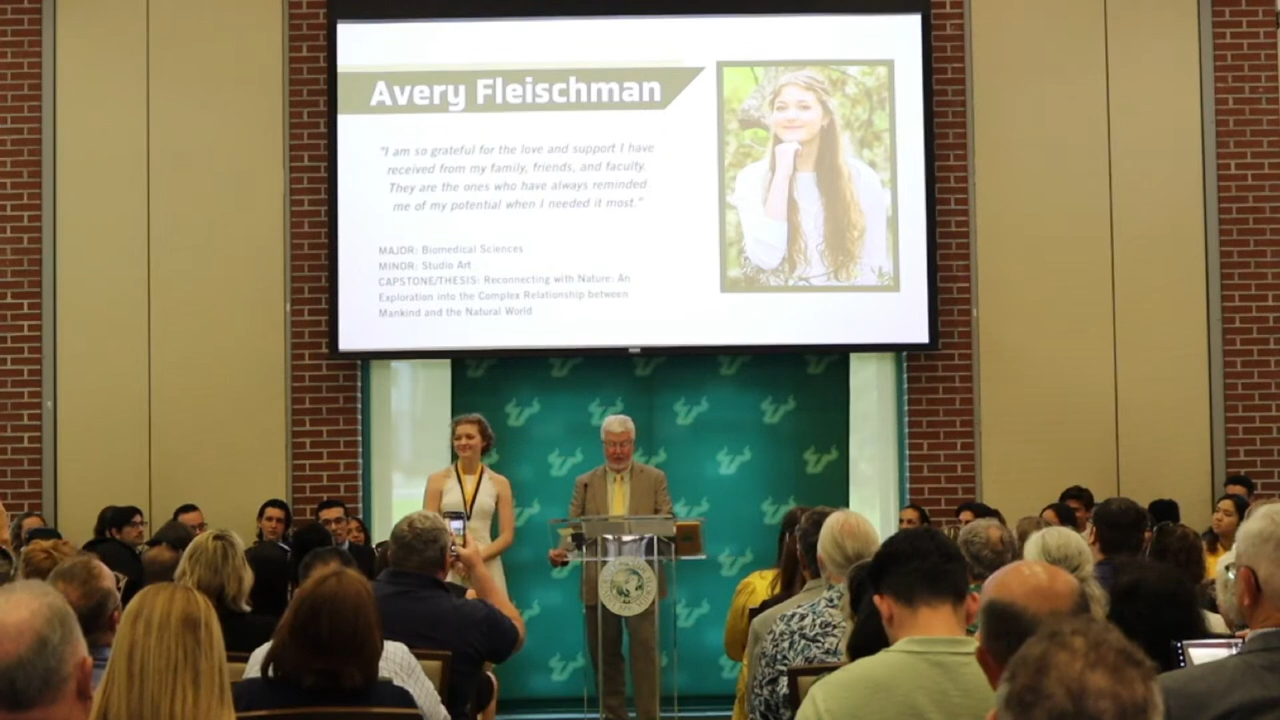 Avery Fleischman
"I am so grateful for the love and support I have
received from my family, friends, and faculty.
They are the ones who have always reminded
me of my potential when I needed it most."
MAJOR: Biomedical Sciences
MINOR: Studio Art
CAPSTONE/THESIS: Reconnecting with Nature: An
Exploration into the Complex Relationship between
Mankind and the Natural World